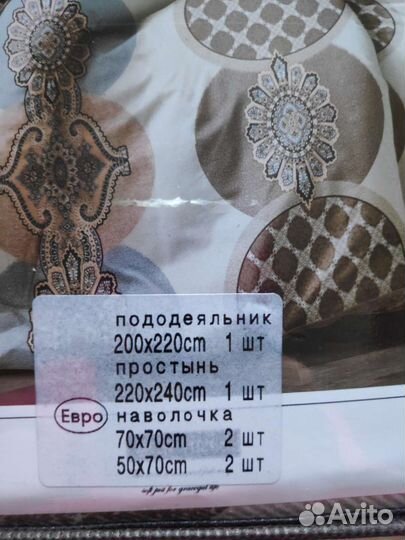 пододеяльник
200x220cm 1 шт
простынь
220x240cm 1 шт
Евро наволочка
70x70cm 2 шт
50x70cm 2 шт
Avito